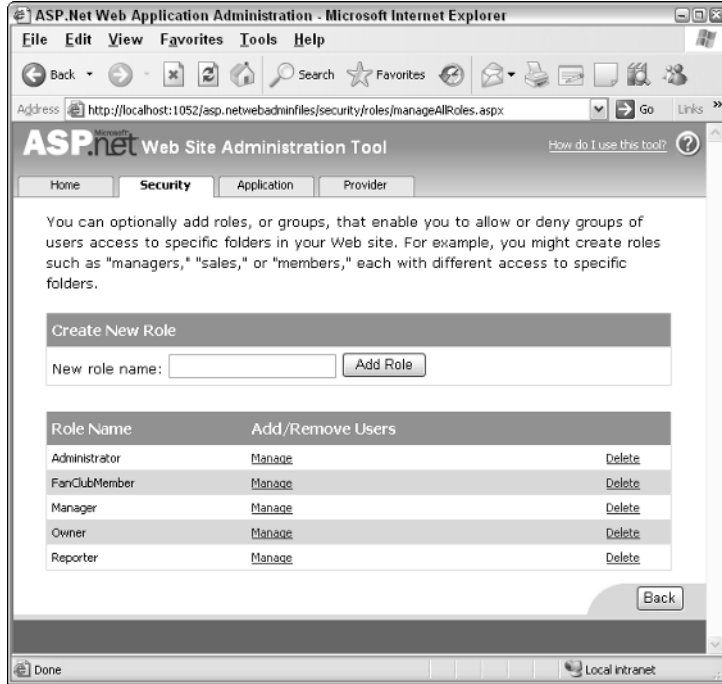 ASP.Net Web Application Administration - Microsoft Internet Explorer
File Edit View Favorites Tools Help
Back Search Favorites
Address http://localhost:1052/asp.netwebadminfiles/security/roles/manageAllRoles.aspx Go Links »
Microsoft
ASP.net Web Site Administration Tool How do I use this tool? ?
Home Security Application Provider
You can optionally add roles, or groups, that enable you to allow or deny groups of
users access to specific folders in your Web site. For example, you might create roles
such as "managers," "sales," or "members," each with different access to specific
folders.
Create New Role
New role name: Add Role
Role Name Add/Remove Users
Administrator Manage Delete
FanClubMember Manage Delete
Manager Manage Delete
Owner Manage Delete
Reporter Manage Delete
Back
Done Local intranet